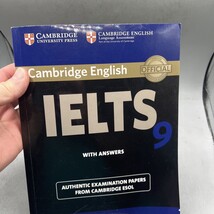 CAMBRIDGE
UNIVERSITY PRESS
CAMBRIDGE ENGLISH
Language Assessment
Cambridge English
OFFICIAL
IELTS 9
WITH ANSWERS
AUTHENTIC EXAMINATION PAPERS
FROM CAMBRIDGE ESOL